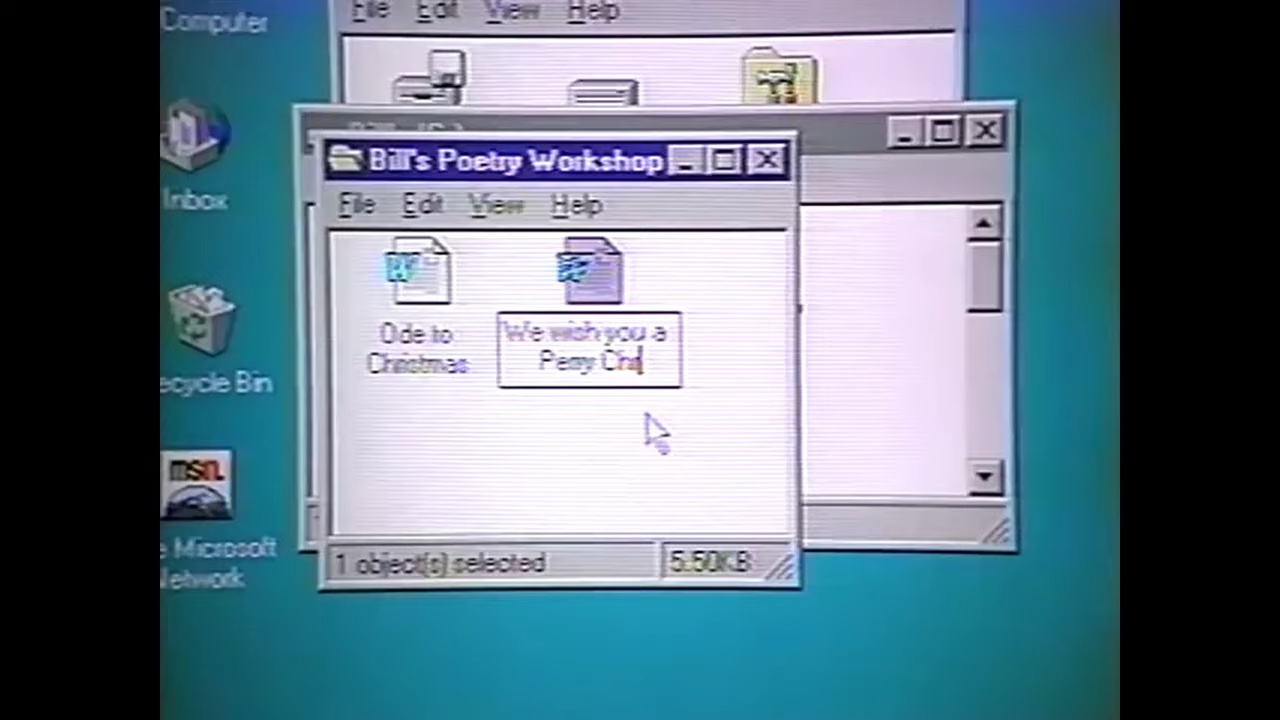 Computer
File Edit View Help
Inbox
Bill's Poetry Workshop
File Edit View Help
W
Ode to
Christmas
We wish you a
Perry Chr
ecycle Bin
msn.
e Microsoft
Network
1 object(s) selected
5.50KB